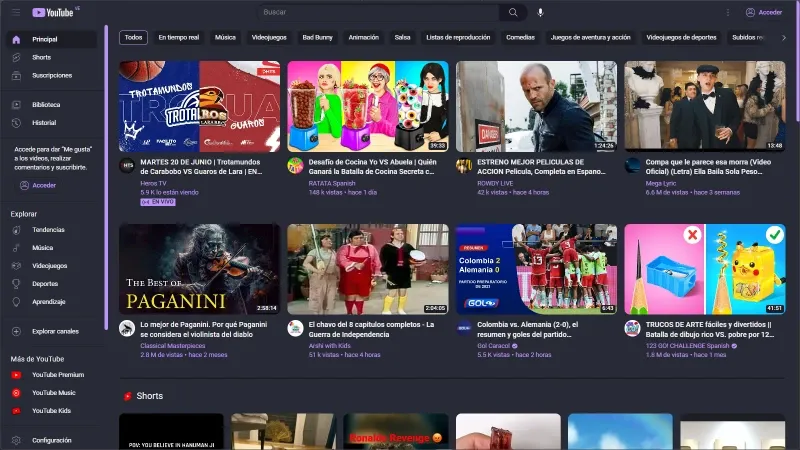 YouTube VE
Buscar
Acceder
Principal
Shorts
Suscripciones
Biblioteca
Historial
Accede para dar "Me gusta"
a los videos, realizar
comentarios y suscribirte.
Acceder
Explorar
Tendencias
Música
Videojuegos
Deportes
Aprendizaje
Explorar canales
Más de YouTube
YouTube Premium
YouTube Music
YouTube Kids
Configuración
Todos
En tiempo real
Música
Videojuegos
Bad Bunny
Animación
Salsa
Listas de reproducción
Comedias
Juegos de aventura y acción
Videojuegos de deportes
Subidos re
TROTAMUNDOS
GUAROS
MARTES 20 DE JUNIO | Trotamundos
de Carabobo VS Guaros de Lara | EN...
Heros TV
5.9 K lo están viendo
EN VIVO
39:33
Desafío de Cocina Yo VS Abuela | Quién
Ganará la Batalla de Cocina Secreta c...
RATATA Spanish
148 k vistas • hace 1 día
DANGER
1:24:26
ESTRENO MEJOR PELICULAS DE
ACCION Pelicula, Completa en Espano...
ROWDY LIVE
42 k vistas • hace 4 horas
13:48
Compa que le parece esa morra (Video
Oficial) (Letra) Ella Baila Solo Peso...
Mega Lyric
6.6 M de vistas • hace 3 semanas
THE BEST OF
PAGANINI
2:58:14
Lo mejor de Paganini. Por qué Paganini
se considera el violinista del diablo
Classical Masterpieces
2.8 M de vistas • hace 2 meses
2:04:05
El chavo del 8 capitulos completos - La
Guerra de Independencia
Arshi with Kids
51 k vistas • hace 4 horas
RESUMEN
Colombia 2
Alemania 0
PARTIDO PREPARATORIO
DE 2023
GOL
6:43
Colombia vs. Alemania (2-0), el
resumen y goles del partido...
Gol Caracol
5.5 K vistas • hace 2 horas
41:51
TRUCOS DE ARTE fáciles y divertidos ||
Batalla de dibujo rico VS. pobre por 12...
123 GO! CHALLENGE Spanish
1.8 M de vistas • hace 1 mes
Shorts
POV: YOU BELIEVE IN HANUMAN JI
Ronaldo Revenge